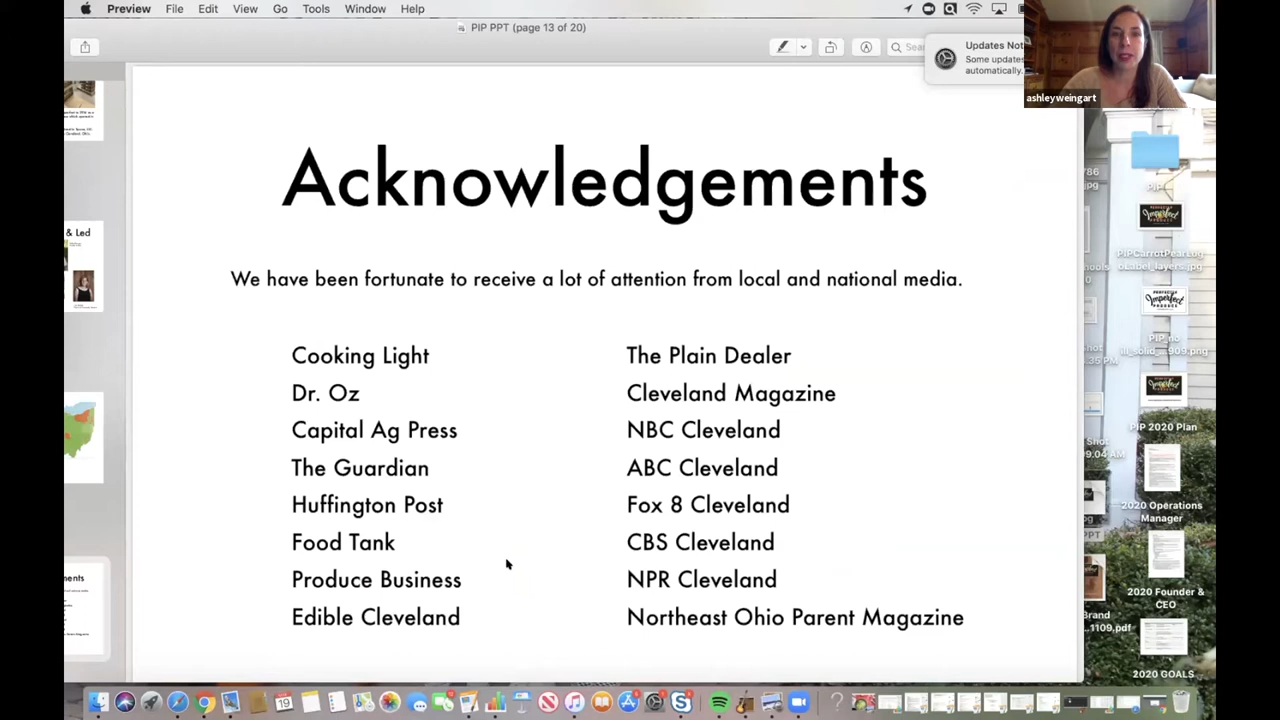 Preview File Edit View Go Tools Window Help
PIP PPT (page 13 of 20)
Updates Not
Some updates
automatically.
ashleyweingart
& Led
Acknowledgements
We have been fortunate to receive a lot of attention from local and national media.
Cooking Light
Dr. Oz
Capital Ag Press
The Guardian
Huffington Post
Food Tank
Produce Business
Edible Cleveland
The Plain Dealer
Cleveland Magazine
NBC Cleveland
ABC Cleveland
Fox 8 Cleveland
CBS Cleveland
NPR Cleveland
Northeast Ohio Parent Magazine
PIP
PIP 2020 Plan
2020 Operations
Manager
2020 Founder &
CEO
2020 GOALS